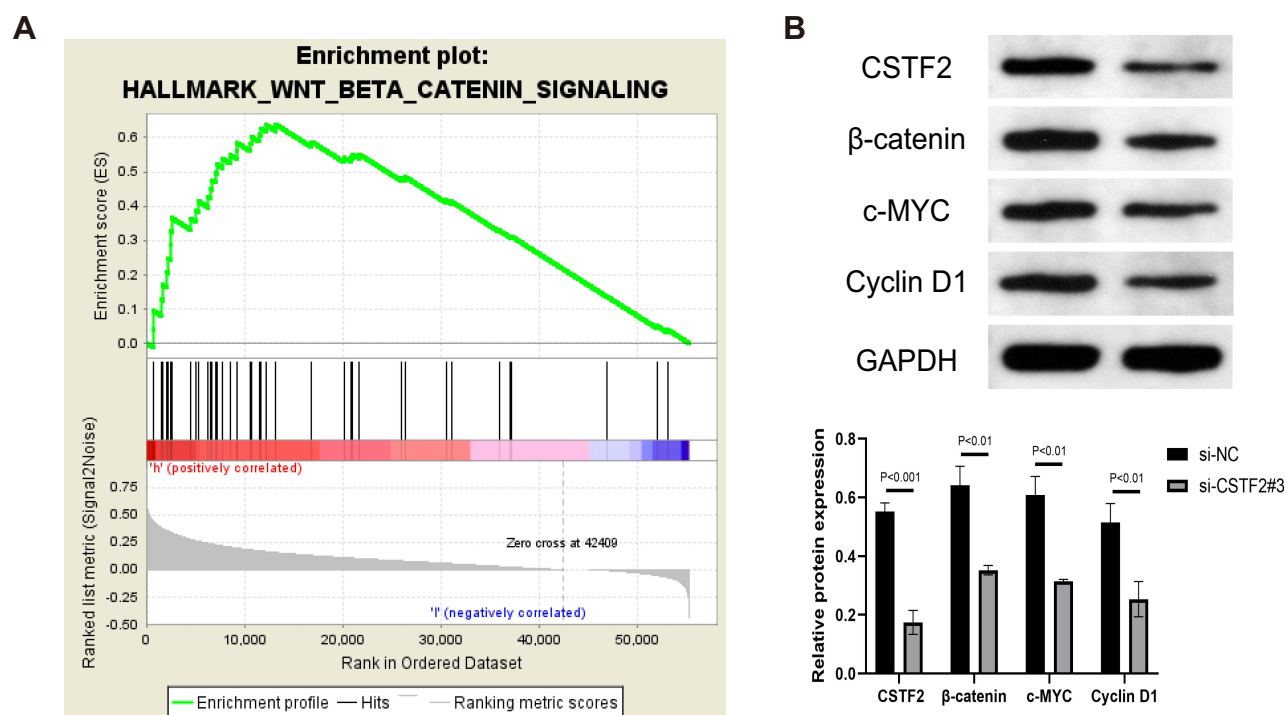 A
Enrichment plot:
HALLMARK_WNT_BETA_CATENIN_SIGNALING
Enrichment score (ES)
0.6
0.5
0.4
0.3
0.2
0.1
0.0
'h' (positively correlated)
Ranked list metric (Signal2Noise)
0.75
0.50
0.25
0.00
-0.25
-0.50
Zero cross at 42409
'l' (negatively correlated)
0 10,000 20,000 30,000 40,000 50,000
Rank in Ordered Dataset
Enrichment profile Hits Ranking metric scores
B
CSTF2
β-catenin
c-MYC
Cyclin D1
GAPDH
Relative protein expression
0.8
0.6
0.4
0.2
0.0
P<0.001
P<0.01
P<0.01
P<0.01
si-NC
si-CSTF2#3
CSTF2 β-catenin c-MYC Cyclin D1